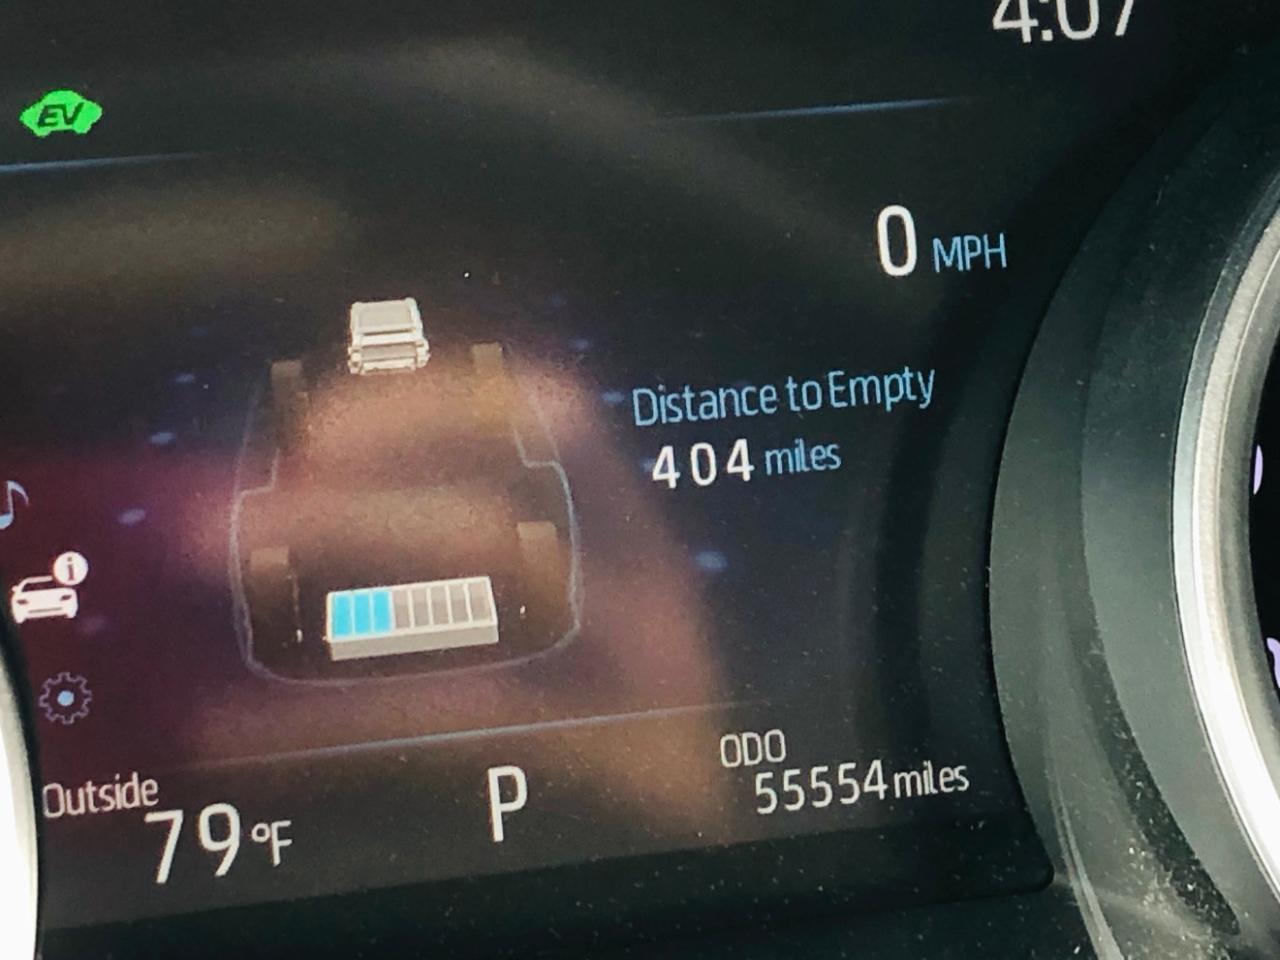 4:07
EV
0 MPH
Distance to Empty
404 miles
i
ODO
55554 miles
Outside
79°F
P